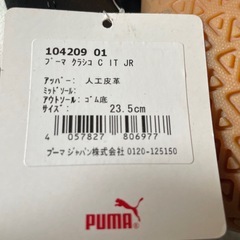 104209 01
プーマ クラシコ C IT JR
アッパー: 人工皮革
ミッドソール:
アウトソール: ゴム底
サイズ: 23.5cm
4 057827 806977
プーマ ジャパン株式会社 0120-125150
PUMA